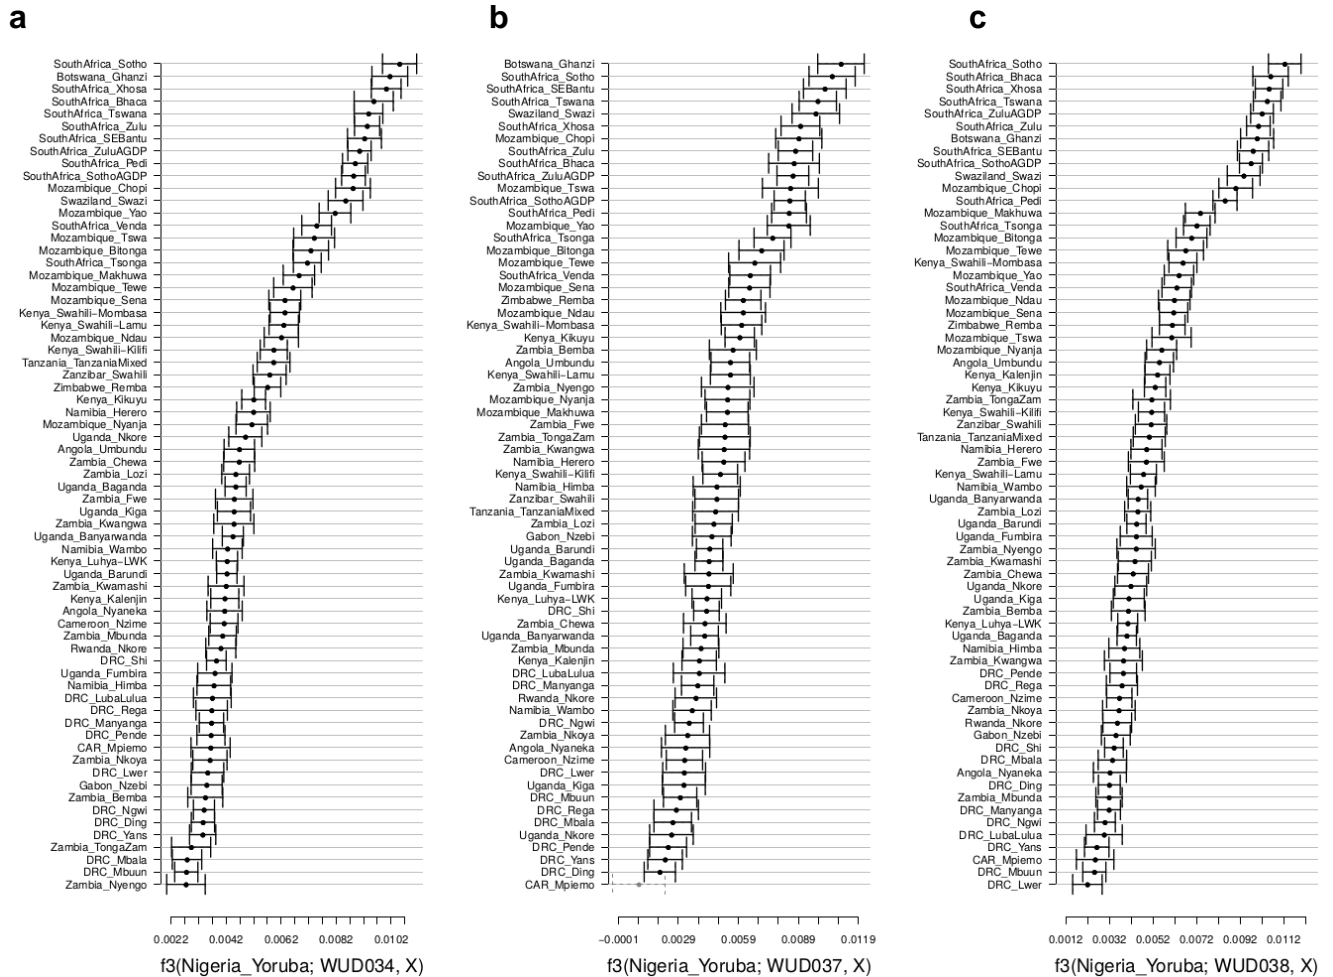 a
SouthAfrica_Sotho
Botswana_Ghanzi
SouthAfrica_Xhosa
SouthAfrica_Bhaca
SouthAfrica_Tswana
SouthAfrica_Zulu
SouthAfrica_SEBantu
SouthAfrica_ZuluAGDP
SouthAfrica_Pedi
SouthAfrica_SothoAGDP
Mozambique_Chopi
Swaziland_Swazi
Mozambique_Yao
SouthAfrica_Venda
Mozambique_Tswa
Mozambique_Bitonga
SouthAfrica_Tsonga
Mozambique_Makhuwa
Mozambique_Tewe
Mozambique_Sena
Kenya_Swahili−Mombasa
Kenya_Swahili−Lamu
Mozambique_Ndau
Kenya_Swahili−Kilifi
Tanzania_TanzaniaMixed
Zanzibar_Swahili
Zimbabwe_Remba
Kenya_Kikuyu
Namibia_Herero
Mozambique_Nyanja
Uganda_Nkore
Angola_Umbundu
Zambia_Chewa
Zambia_Lozi
Uganda_Baganda
Zambia_Fwe
Uganda_Kiga
Zambia_Kwangwa
Uganda_Banyarwanda
Namibia_Wambo
Kenya_Luhya−LWK
Uganda_Barundi
Zambia_Kwamashi
Kenya_Kalenjin
Angola_Nyaneka
Cameroon_Nzime
Zambia_Mbunda
Rwanda_Nkore
DRC_Shi
Uganda_Fumbira
Namibia_Himba
DRC_LubaLulua
DRC_Rega
DRC_Manyanga
DRC_Pende
CAR_Mpiemo
Zambia_Nkoya
DRC_Lwer
Gabon_Nzebi
Zambia_Bemba
DRC_Ngwi
DRC_Ding
DRC_Yans
Zambia_TongaZam
DRC_Mbala
DRC_Mbuun
Zambia_Nyengo
0.0022 0.0042 0.0062 0.0082 0.0102
f3(Nigeria_Yoruba; WUD034, X)
b
Botswana_Ghanzi
SouthAfrica_Sotho
SouthAfrica_SEBantu
SouthAfrica_Tswana
Swaziland_Swazi
SouthAfrica_Xhosa
Mozambique_Chopi
SouthAfrica_Zulu
SouthAfrica_Bhaca
SouthAfrica_ZuluAGDP
Mozambique_Tswa
SouthAfrica_SothoAGDP
SouthAfrica_Pedi
Mozambique_Yao
SouthAfrica_Tsonga
Mozambique_Bitonga
Mozambique_Tewe
SouthAfrica_Venda
Mozambique_Sena
Zimbabwe_Remba
Mozambique_Ndau
Kenya_Swahili−Mombasa
Kenya_Kikuyu
Zambia_Bemba
Angola_Umbundu
Kenya_Swahili−Lamu
Zambia_Nyengo
Mozambique_Nyanja
Mozambique_Makhuwa
Zambia_Fwe
Zambia_TongaZam
Zambia_Kwangwa
Namibia_Herero
Kenya_Swahili−Kilifi
Namibia_Himba
Zanzibar_Swahili
Tanzania_TanzaniaMixed
Zambia_Lozi
Gabon_Nzebi
Uganda_Barundi
Uganda_Baganda
Zambia_Kwamashi
Uganda_Fumbira
Kenya_Luhya−LWK
DRC_Shi
Zambia_Chewa
Uganda_Banyarwanda
Zambia_Mbunda
Kenya_Kalenjin
DRC_LubaLulua
DRC_Manyanga
Rwanda_Nkore
Namibia_Wambo
DRC_Ngwi
Zambia_Nkoya
Angola_Nyaneka
Cameroon_Nzime
DRC_Lwer
Uganda_Kiga
DRC_Mbuun
DRC_Rega
DRC_Mbala
Uganda_Nkore
DRC_Pende
DRC_Yans
DRC_Ding
CAR_Mpiemo
−0.0001 0.0029 0.0059 0.0089 0.0119
f3(Nigeria_Yoruba; WUD037, X)
c
SouthAfrica_Sotho
SouthAfrica_Bhaca
SouthAfrica_Xhosa
SouthAfrica_Tswana
SouthAfrica_ZuluAGDP
SouthAfrica_Zulu
Botswana_Ghanzi
SouthAfrica_SEBantu
SouthAfrica_SothoAGDP
Swaziland_Swazi
Mozambique_Chopi
SouthAfrica_Pedi
Mozambique_Makhuwa
SouthAfrica_Tsonga
Mozambique_Bitonga
Mozambique_Tewe
Kenya_Swahili−Mombasa
Mozambique_Yao
SouthAfrica_Venda
Mozambique_Ndau
Mozambique_Sena
Zimbabwe_Remba
Mozambique_Tswa
Mozambique_Nyanja
Angola_Umbundu
Kenya_Kalenjin
Kenya_Kikuyu
Zambia_TongaZam
Kenya_Swahili−Kilifi
Zanzibar_Swahili
Tanzania_TanzaniaMixed
Namibia_Herero
Zambia_Fwe
Kenya_Swahili−Lamu
Namibia_Wambo
Uganda_Banyarwanda
Zambia_Lozi
Uganda_Barundi
Uganda_Fumbira
Zambia_Nyengo
Zambia_Kwamashi
Zambia_Chewa
Uganda_Nkore
Uganda_Kiga
Zambia_Bemba
Kenya_Luhya−LWK
Uganda_Baganda
Namibia_Himba
Zambia_Kwangwa
DRC_Pende
DRC_Rega
Cameroon_Nzime
Zambia_Nkoya
Rwanda_Nkore
Gabon_Nzebi
DRC_Shi
DRC_Mbala
Angola_Nyaneka
DRC_Ding
Zambia_Mbunda
DRC_Manyanga
DRC_Ngwi
DRC_LubaLulua
DRC_Yans
CAR_Mpiemo
DRC_Mbuun
DRC_Lwer
0.0012 0.0032 0.0052 0.0072 0.0092 0.0112
f3(Nigeria_Yoruba; WUD038, X)